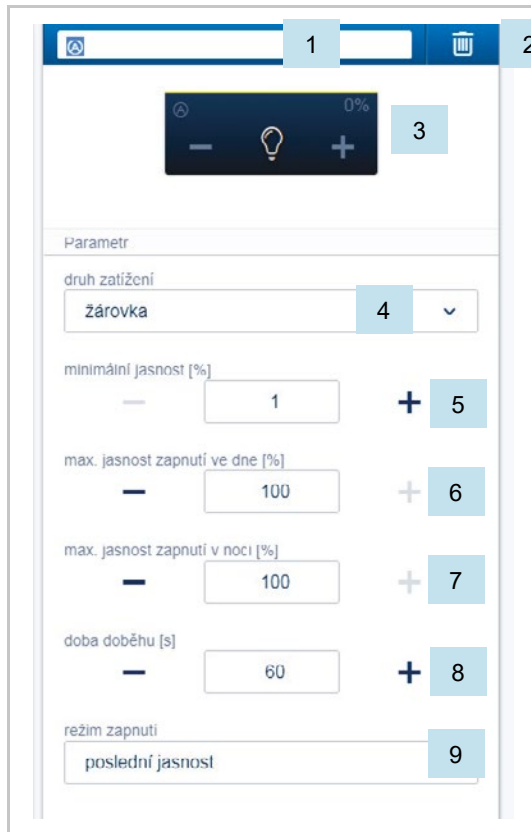 Ⓐ 1 2
Ⓐ 0%
3
Parametr
druh zatížení
žárovka 4
minimální jasnost [%]
− 1 + 5
max. jasnost zapnutí ve dne [%]
− 100 + 6
max. jasnost zapnutí v noci [%]
− 100 + 7
doba doběhu [s]
− 60 + 8
režim zapnutí
poslední jasnost 9